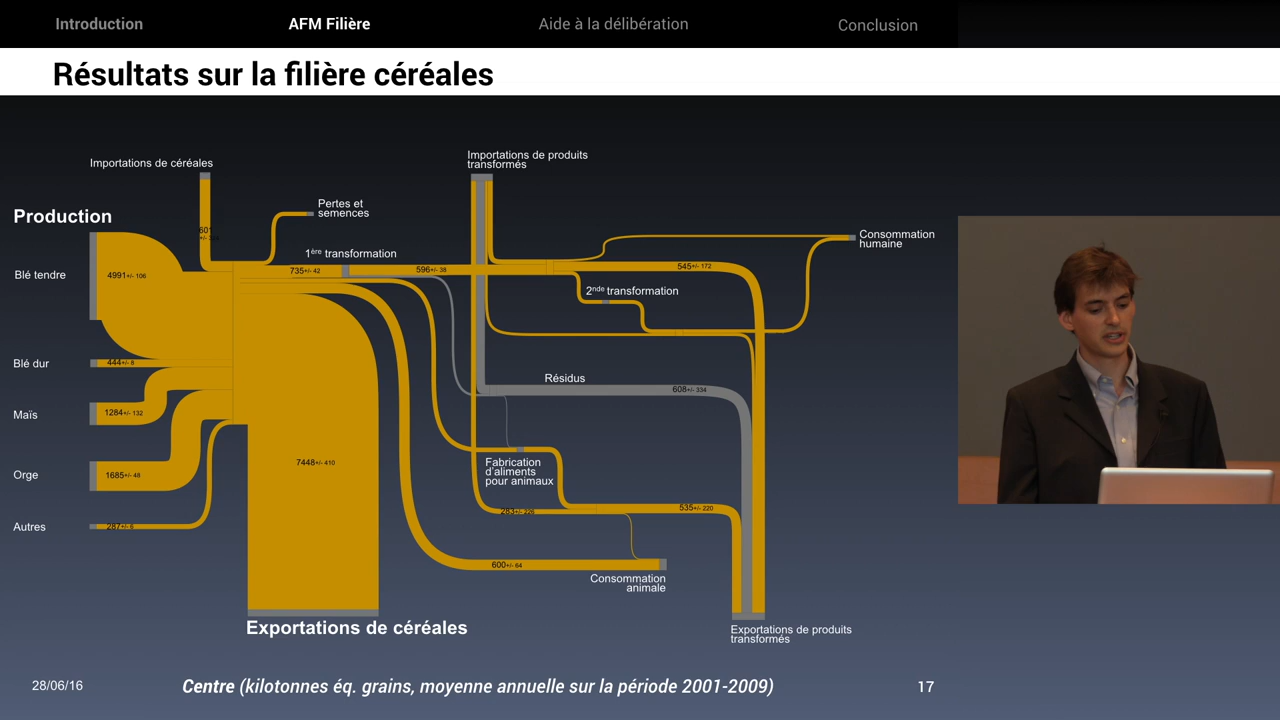 Introduction
AFM Filière
Aide à la délibération
Conclusion
Résultats sur la filière céréales
Importations de céréales
Importations de produits
transformés
Pertes et
semences
Production
601
1ère transformation
Consommation
humaine
Blé tendre
4991+/- 106
735+/- 42
596+/- 38
545+/- 172
2nde transformation
Blé dur
444+/- 8
Résidus
608+/- 334
Maïs
1284+/- 132
Orge
1685+/- 48
7448+/- 410
Fabrication
d'aliments
pour animaux
Autres
287+/- 6
535+/- 220
600+/- 64
Consommation
animale
Exportations de céréales
Exportations de produits
transformés
28/06/16
Centre (kilotonnes éq. grains, moyenne annuelle sur la période 2001-2009)
17